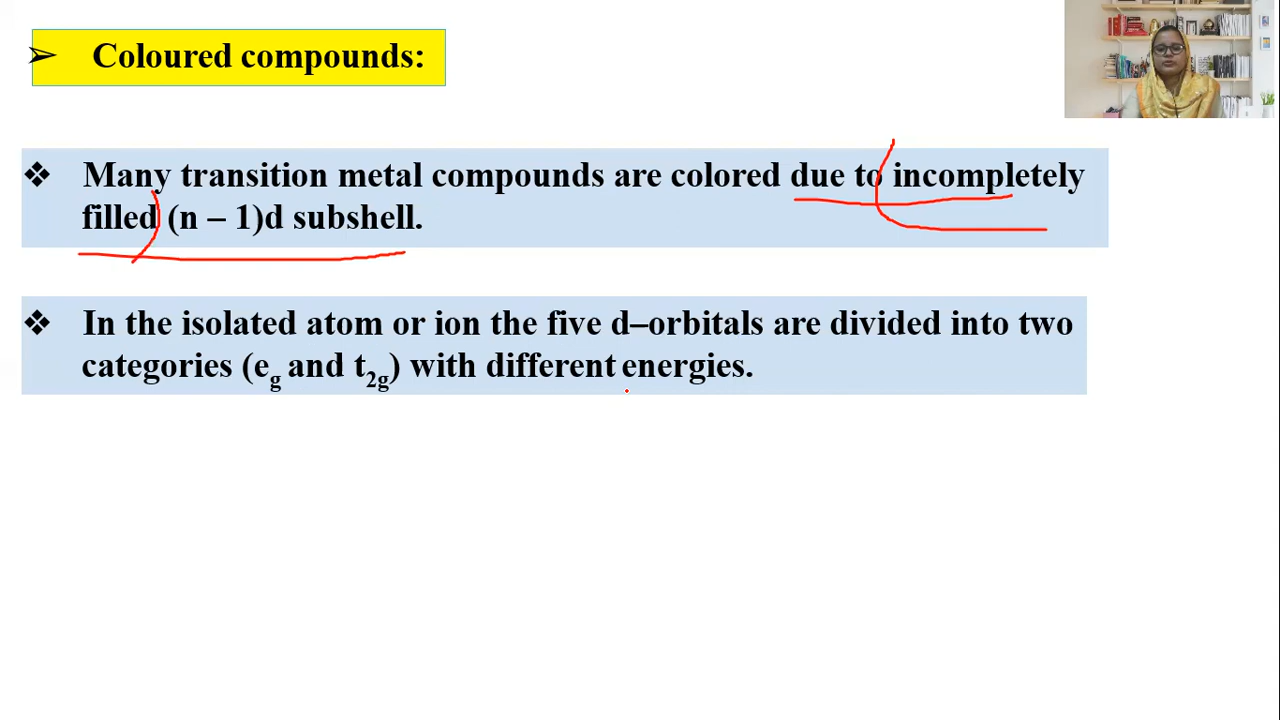 ➢ Coloured compounds:
❖ Many transition metal compounds are colored due to incompletely
filled (n – 1)d subshell.
❖ In the isolated atom or ion the five d–orbitals are divided into two
categories (eg and t2g) with different energies.